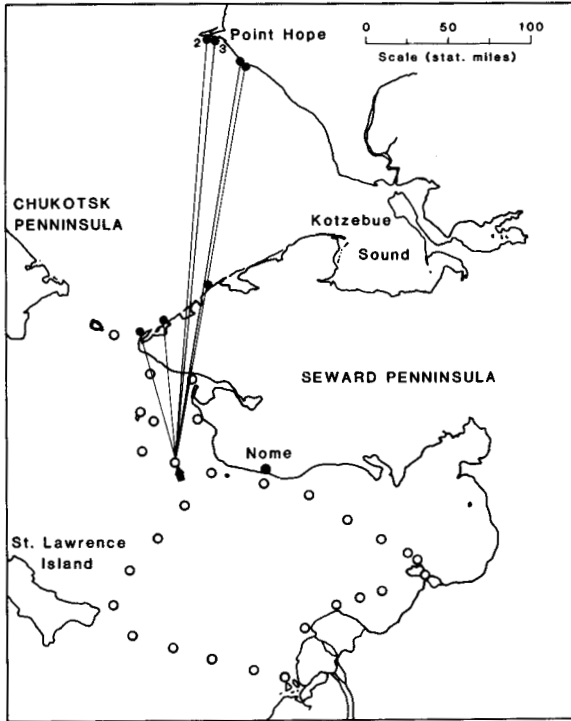 Point Hope
2
3
0 50 100
Scale (stat. miles)
CHUKOTSK
PENNINSULA
Kotzebue
Sound
SEWARD PENNINSULA
Nome
St. Lawrence
Island